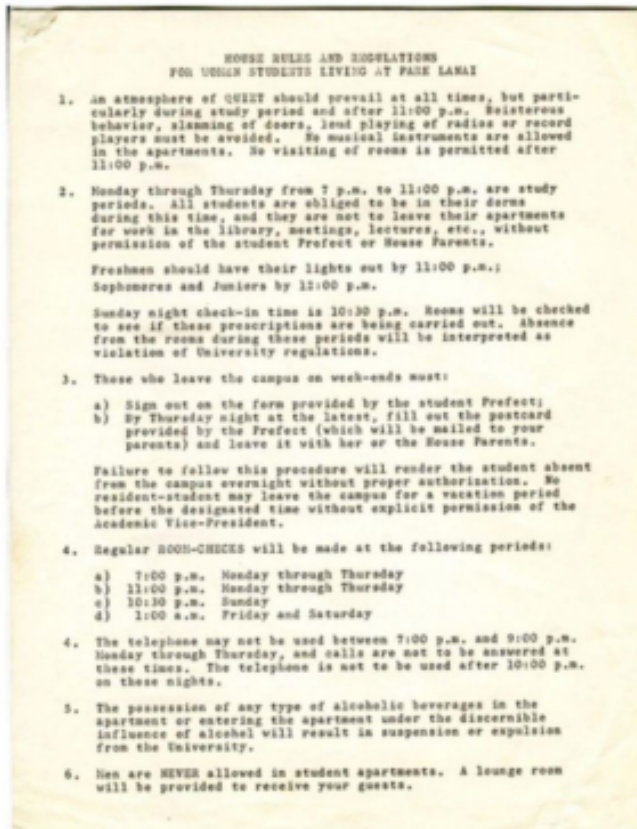 HOUSE RULES AND REGULATIONS
FOR WOMEN STUDENTS LIVING AT PARK LANAI
1. An atmosphere of QUIET should prevail at all times, but parti-
cularly during study period and after 11:00 p.m. Boisterous
behavior, slamming of doors, loud playing of radios or record
players must be avoided. No musical instruments are allowed
in the apartments. No visiting of rooms is permitted after
11:00 p.m.
2. Monday through Thursday from 7 p.m. to 11:00 p.m. are study
periods. All students are obliged to be in their dorms
during this time, and they are not to leave their apartments
for work in the library, meetings, lectures, etc., without
permission of the student Prefect or House Parents.
Freshmen should have their lights out by 11:00 p.m.;
Sophomores and Juniors by 12:00 p.m.
Sunday night check-in time is 10:30 p.m. Rooms will be checked
to see if these prescriptions are being carried out. Absence
from the rooms during these periods will be interpreted as
violation of University regulations.
3. Those who leave the campus on week-ends must:
a) Sign out on the form provided by the student Prefect;
b) By Thursday night at the latest, fill out the postcard
provided by the Prefect (which will be mailed to your
parents) and leave it with her or the House Parents.
Failure to follow this procedure will render the student absent
from the campus overnight without proper authorization. No
resident-student may leave the campus for a vacation period
before the designated time without explicit permission of the
Academic Vice-President.
4. Regular ROOM-CHECKS will be made at the following periods:
a) 7:00 p.m. Monday through Thursday
b) 11:00 p.m. Monday through Thursday
c) 10:30 p.m. Sunday
d) 1:00 a.m. Friday and Saturday
4. The telephone may not be used between 7:00 p.m. and 9:00 p.m.
Monday through Thursday, and calls are not to be answered at
these times. The telephone is not to be used after 10:00 p.m.
on these nights.
5. The possession of any type of alcoholic beverages in the
apartment or entering the apartment under the discernible
influence of alcohol will result in suspension or expulsion
from the University.
6. Men are NEVER allowed in student apartments. A lounge room
will be provided to receive your guests.